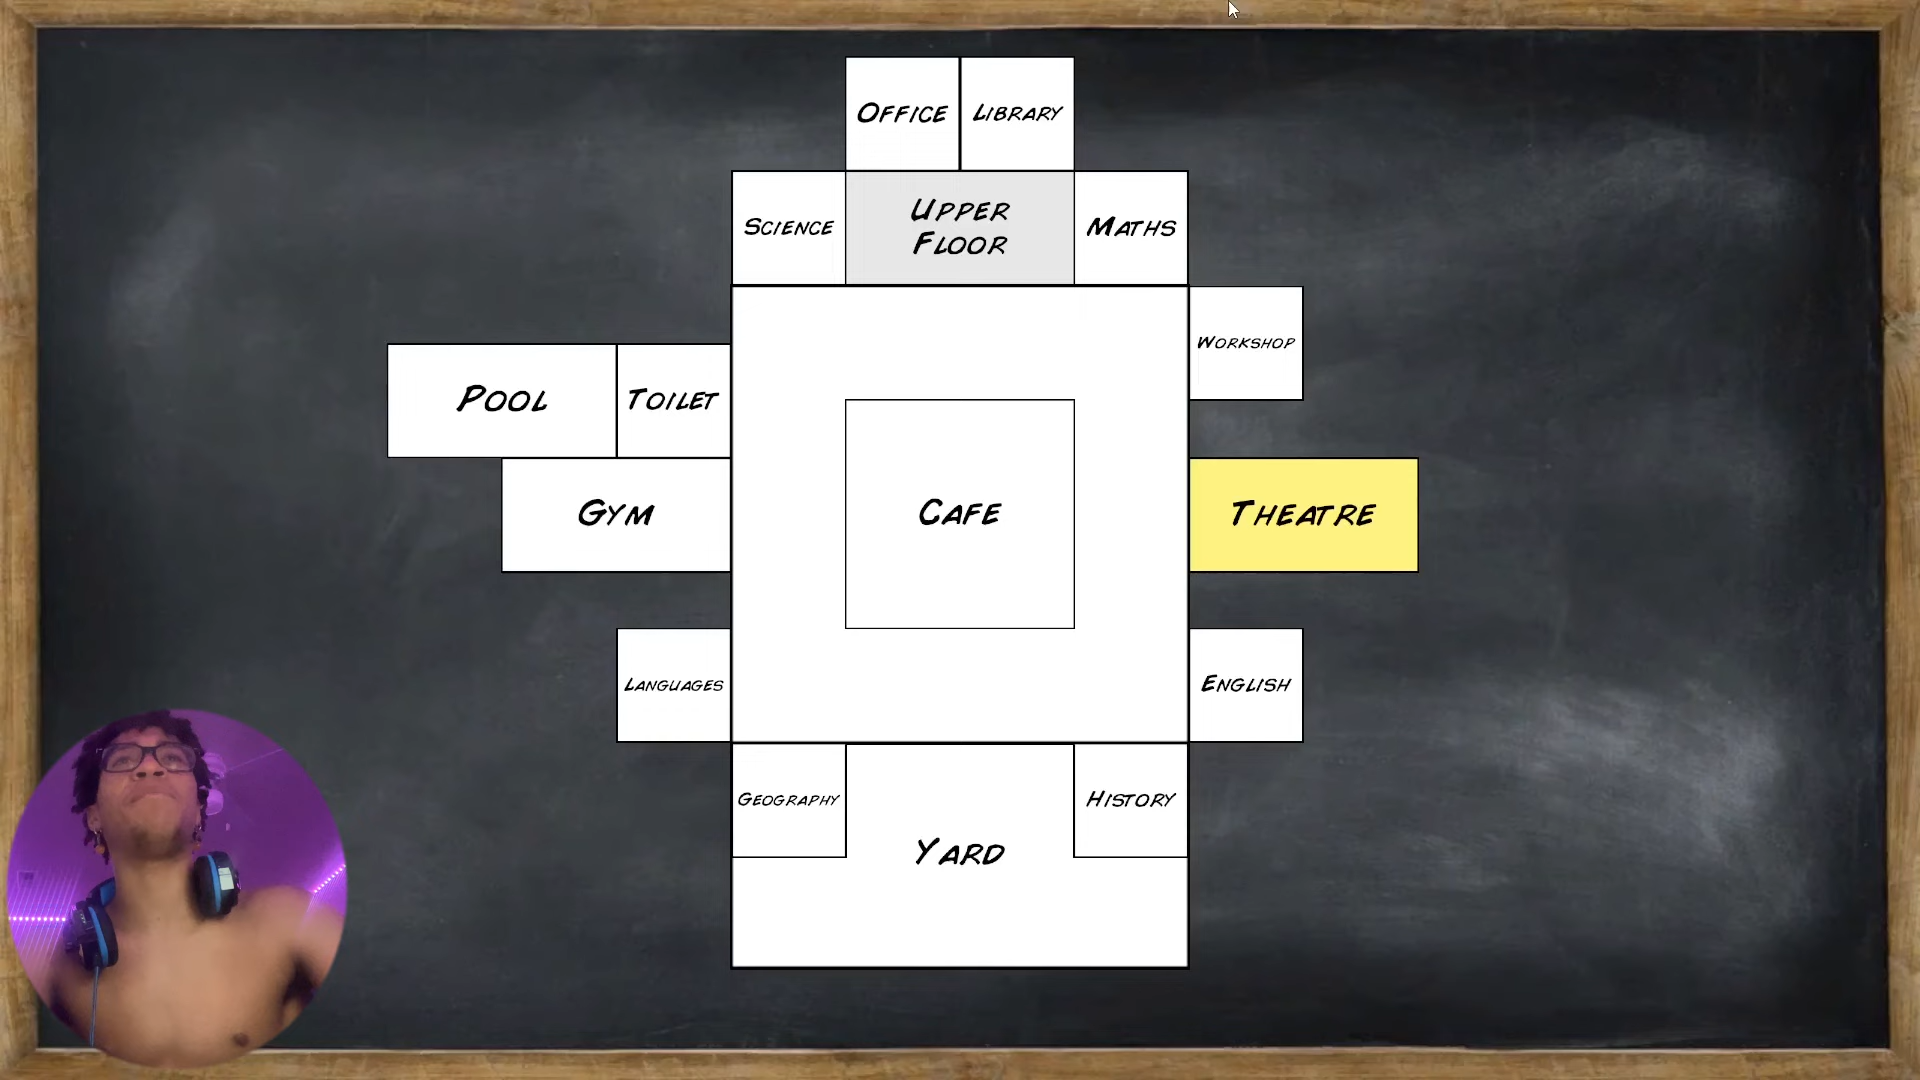 Office
Library
Science
Upper
Floor
Maths
Workshop
Pool
Toilet
Gym
Cafe
Theatre
Languages
English
Geography
History
Yard